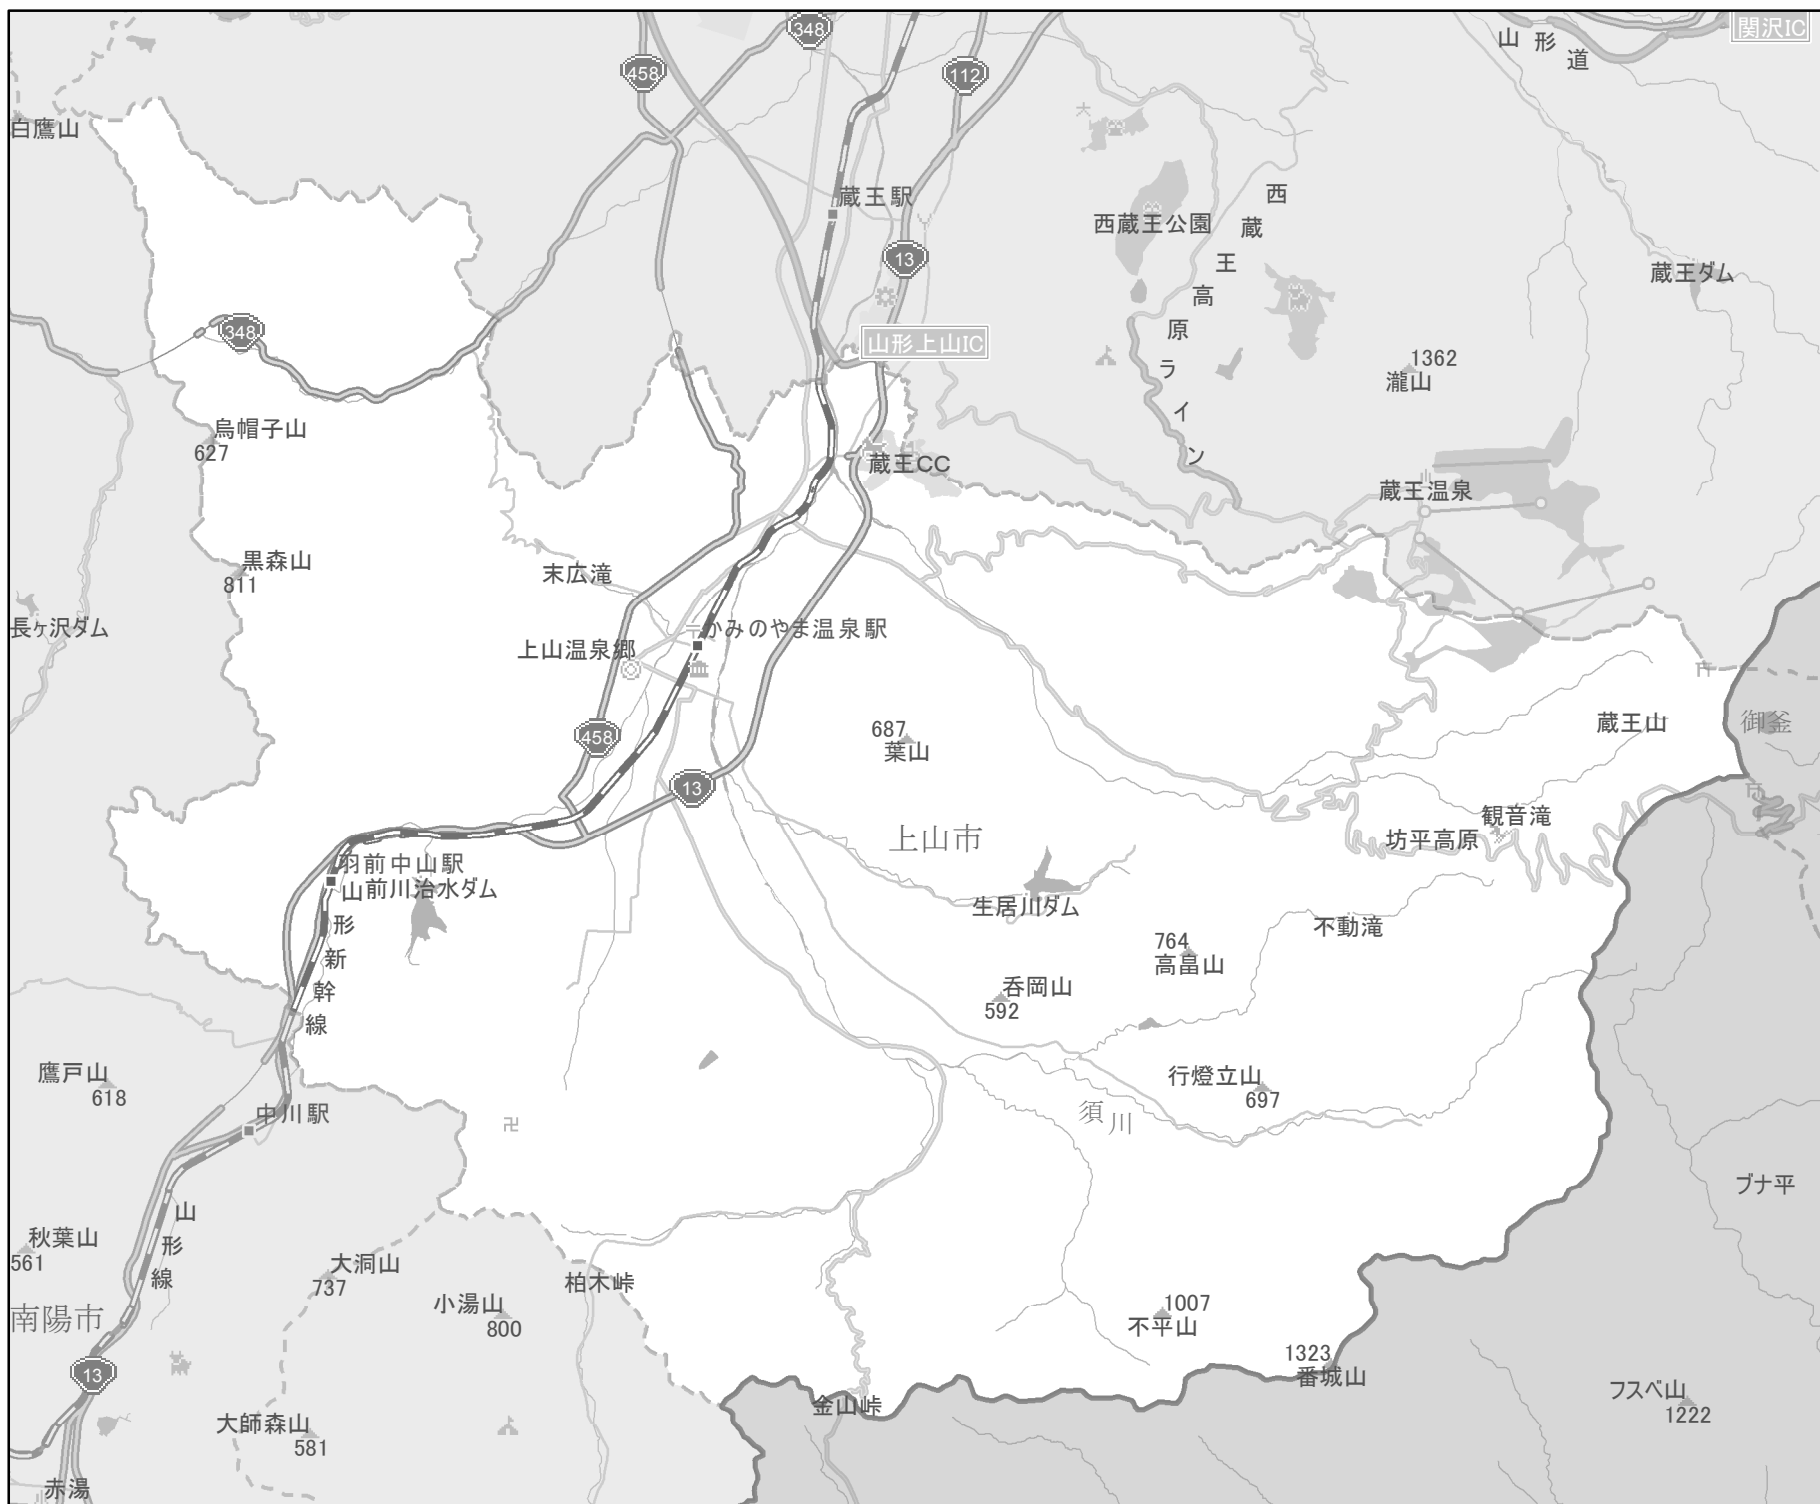 関沢IC
山形道
348
458
112
白鷹山
蔵王駅
西蔵王公園
西蔵王高原ライン
13
蔵王ダム
348
山形上山IC
1362
瀧山
烏帽子山
627
蔵王CC
蔵王温泉
黒森山
811
末広滝
長ヶ沢ダム
かみのやま温泉駅
上山温泉郷
687
葉山
蔵王山
御釜
458
13
観音滝
坊平高原
上山市
羽前中山駅
前川治水ダム
山形新幹線
生居川ダム
不動滝
764
高畠山
呑岡山
592
鷹戸山
618
行燈立山
697
須川
中川駅
ブナ平
山形線
秋葉山
561
大洞山
737
柏木峠
小湯山
800
南陽市
1007
不平山
1323
番城山
13
フスベ山
1222
金山峠
大師森山
581
赤湯